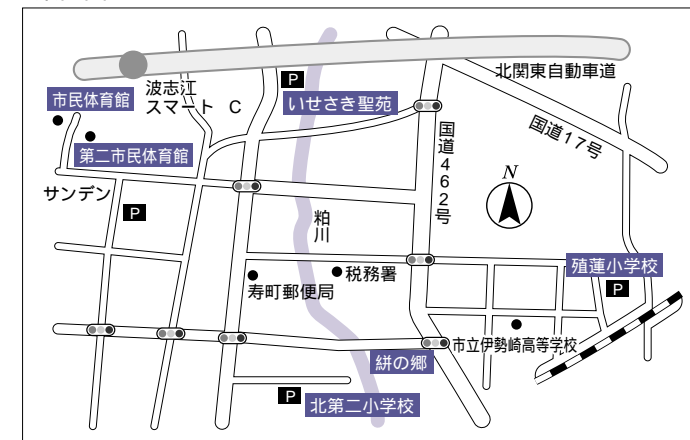 北関東自動車道
波志江
スマート C
P
市民体育館
いせさき聖苑
国道17号
第二市民体育館
国道462号
サンデン
N
P
粕川
殖蓮小学校
税務署
P
寿町郵便局
市立伊勢崎高等学校
絣の郷
P
北第二小学校